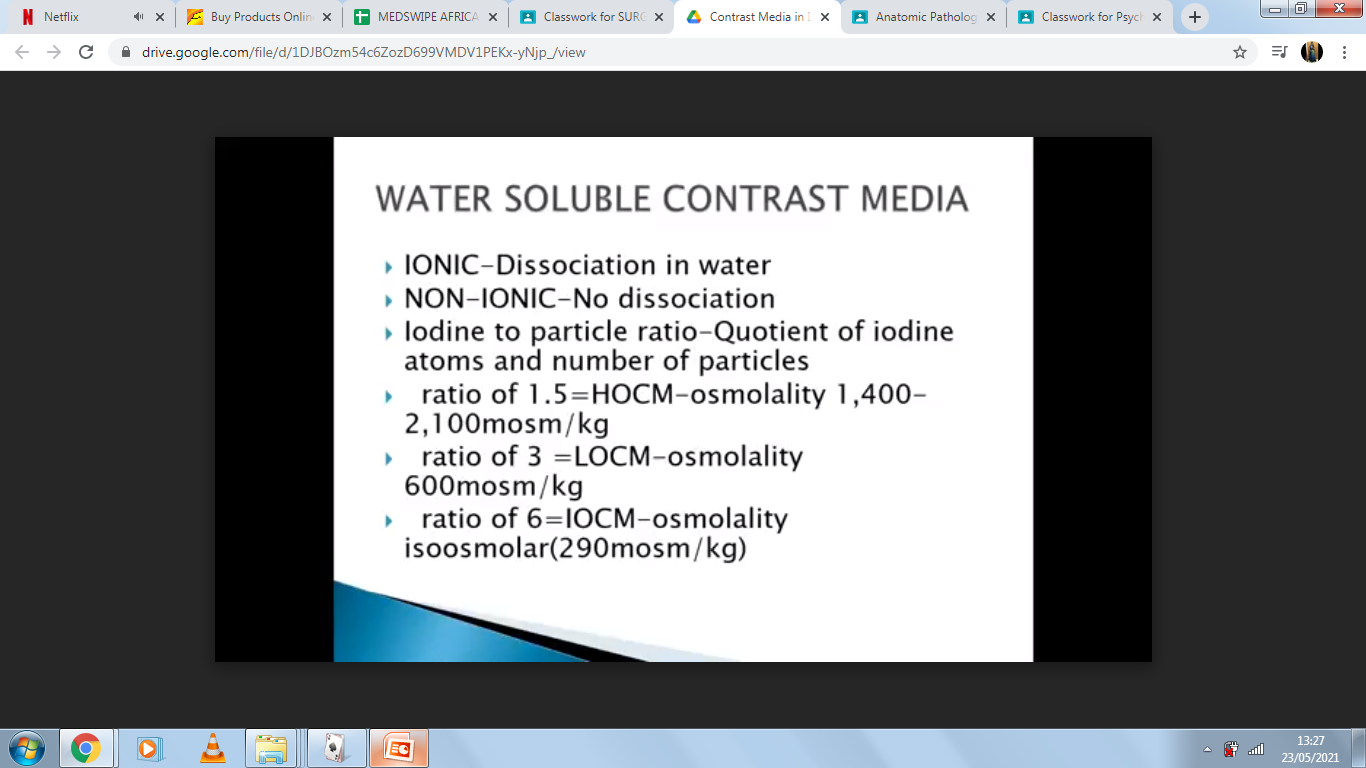 Netflix
Buy Products Onlin
MEDSWIPE AFRICA
Classwork for SURG
Contrast Media in I
Anatomic Patholog
Classwork for Psych
drive.google.com/file/d/1DJBOzm54c6ZozD699VMDV1PEKx-yNjp_/view
WATER SOLUBLE CONTRAST MEDIA
IONIC-Dissociation in water
NON-IONIC-No dissociation
Iodine to particle ratio-Quotient of iodine
atoms and number of particles
ratio of 1.5=HOCM-osmolality 1,400-
2,100mosm/kg
ratio of 3 =LOCM-osmolality
600mosm/kg
ratio of 6=IOCM-osmolality
isoosmolar(290mosm/kg)
13:27
23/05/2021